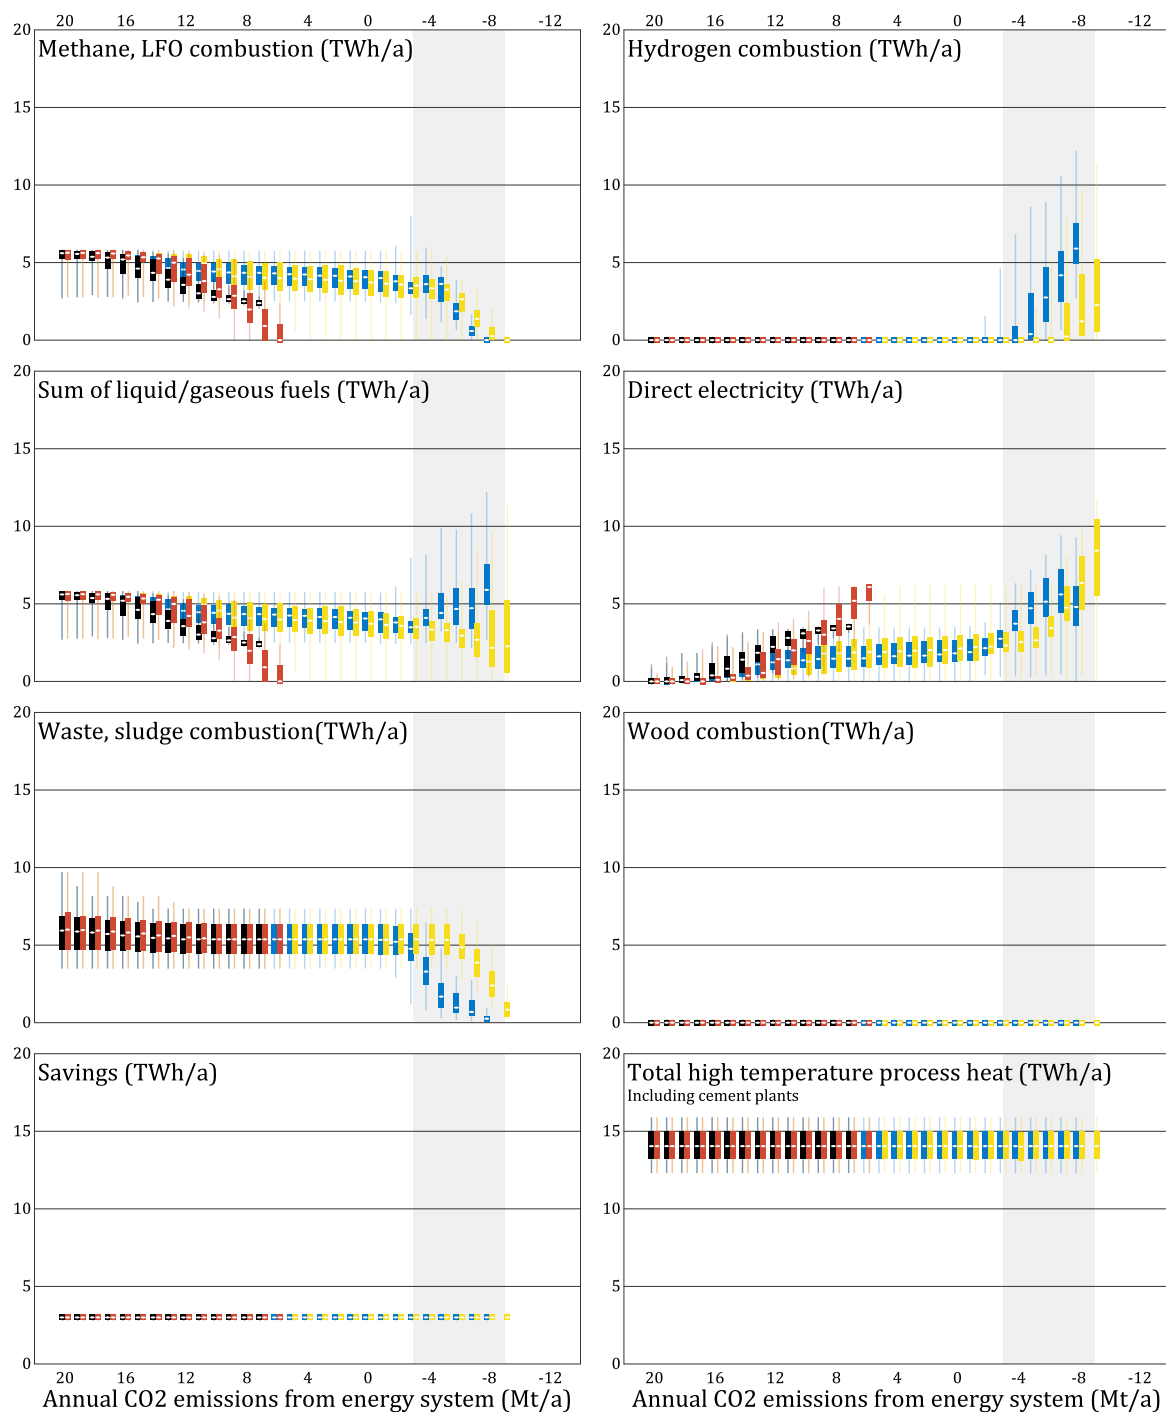 20 16 12 8 4 0 -4 -8 -12
20 16 12 8 4 0 -4 -8 -12
20
15
10
5
0
Methane, LFO combustion (TWh/a)
20
15
10
5
0
Hydrogen combustion (TWh/a)
20
15
10
5
0
Sum of liquid/gaseous fuels (TWh/a)
20
15
10
5
0
Direct electricity (TWh/a)
20
15
10
5
0
Waste, sludge combustion(TWh/a)
20
15
10
5
0
Wood combustion(TWh/a)
20
15
10
5
0
Savings (TWh/a)
20
15
10
5
0
Total high temperature process heat (TWh/a)
Including cement plants
20 16 12 8 4 0 -4 -8 -12
Annual CO2 emissions from energy system (Mt/a)
20 16 12 8 4 0 -4 -8 -12
Annual CO2 emissions from energy system (Mt/a)